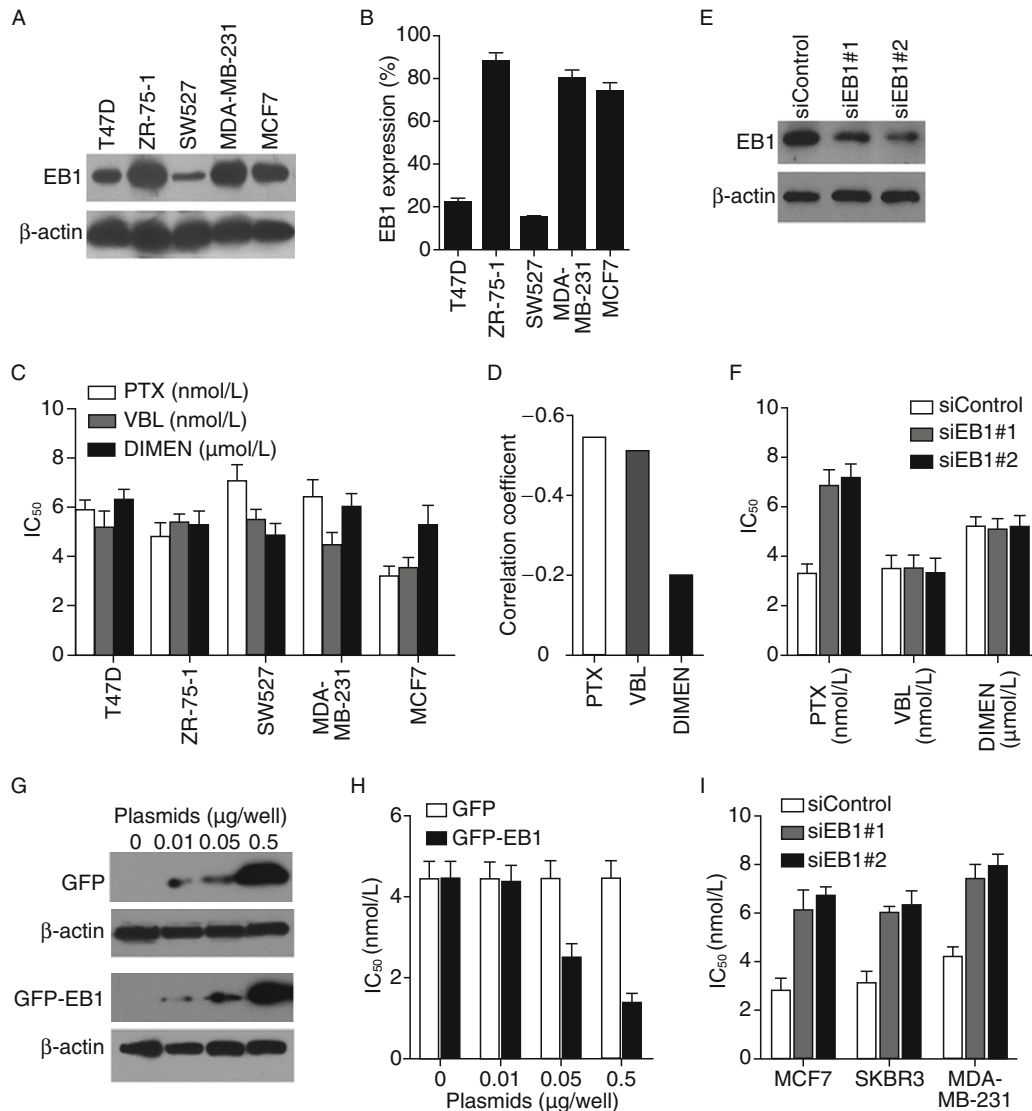 A
T47D
ZR-75-1
SW527
MDA-MB-231
MCF7
EB1
β-actin
B
EB1 expression (%)
100
80
60
40
20
0
T47D
ZR-75-1
SW527
MDA-
MB-231
MCF7
E
siControl
siEB1#1
siEB1#2
EB1
β-actin
C
PTX (nmol/L)
VBL (nmol/L)
DIMEN (µmol/L)
IC50
10
8
6
4
2
0
T47D
ZR-75-1
SW527
MDA-
MB-231
MCF7
D
Correlation coefficent
−0.6
−0.4
−0.2
0
PTX
VBL
DIMEN
F
siControl
siEB1#1
siEB1#2
IC50
10
8
6
4
2
0
PTX
(nmol/L)
VBL
(nmol/L)
DIMEN
(µmol/L)
G
Plasmids (µg/well)
0 0.01 0.05 0.5
GFP
β-actin
GFP-EB1
β-actin
H
GFP
GFP-EB1
IC50 (nmol/L)
6
4
2
0
0 0.01 0.05 0.5
Plasmids (µg/well)
I
siControl
siEB1#1
siEB1#2
IC50 (nmol/L)
10
8
6
4
2
0
MCF7 SKBR3 MDA-
MB-231